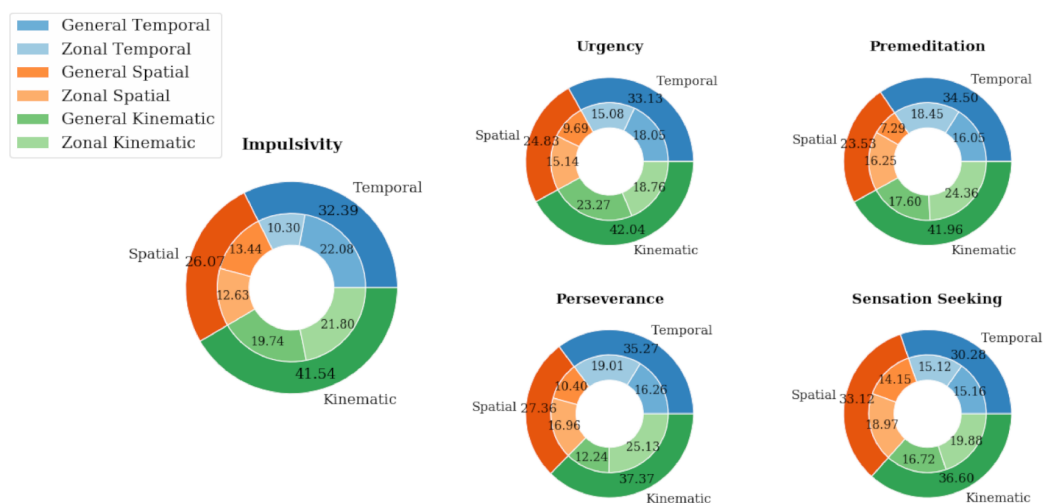 General Temporal
Zonal Temporal
General Spatial
Zonal Spatial
General Kinematic
Zonal Kinematic
Impulsivity
Temporal
32.39
10.30
22.08
Spatial
26.07
13.44
12.63
19.74
21.80
41.54
Kinematic
Urgency
Temporal
33.13
15.08
18.05
Spatial
24.83
9.69
15.14
23.27
18.76
42.04
Kinematic
Premeditation
Temporal
34.50
18.45
16.05
Spatial
23.53
7.29
16.25
17.60
24.36
41.96
Kinematic
Perseverance
Temporal
35.27
19.01
16.26
Spatial
27.36
10.40
16.96
12.24
25.13
37.37
Kinematic
Sensation Seeking
Temporal
30.28
15.12
15.16
Spatial
33.12
14.15
18.97
16.72
19.88
36.60
Kinematic